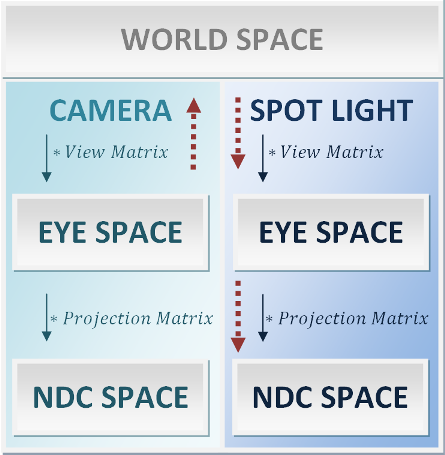 WORLD SPACE
CAMERA
* View Matrix
EYE SPACE
* Projection Matrix
NDC SPACE
SPOT LIGHT
* View Matrix
EYE SPACE
* Projection Matrix
NDC SPACE